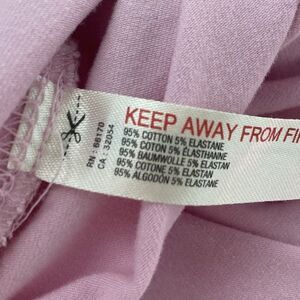 KEEP AWAY FROM FI
RN : 66170
CA : 32054
95% COTTON 5% ELASTANE
95% COTON 5% ÉLASTHANNE
95% BAUMWOLLE 5% ELASTAN
95% COTONE 5% ELASTAN
95% ALGODÓN 5% ELASTANE